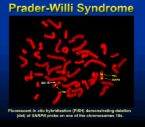 Prader-Willi Syndrome
Fluorescent in situ hybridisation (FISH) demonstrating deletion
(del) of SNRPN probe on one of the chromosomes 15s.